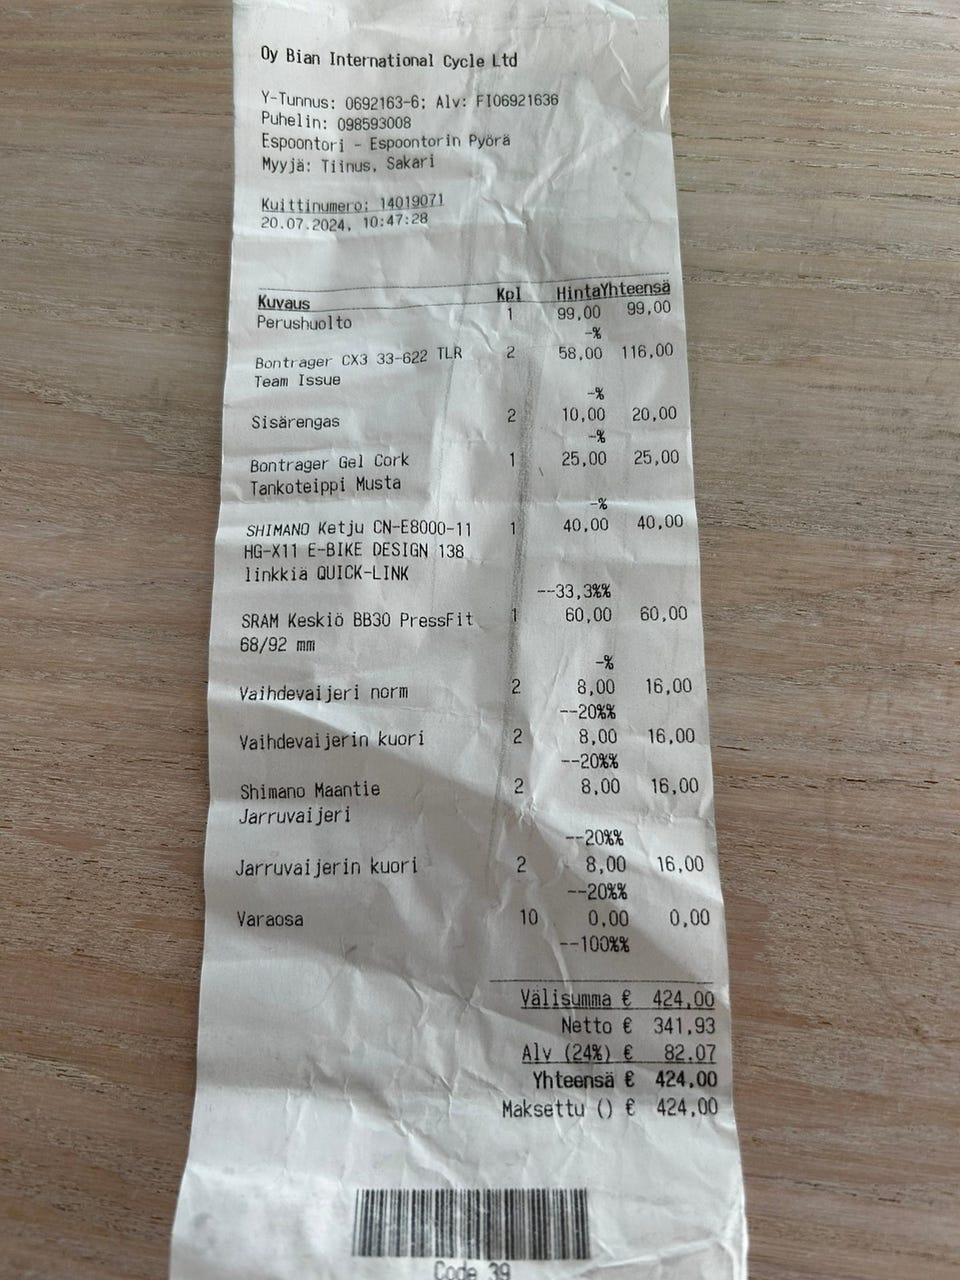 Oy Bian International Cycle Ltd
Y-Tunnus: 0692163-6; Alv: FI06921636
Puhelin: 098593008
Espoontori - Espoontorin Pyörä
Myyjä: Tiinus, Sakari
Kuittinumero: 14019071
20.07.2024, 10:47:28
Kuvaus Kpl HintaYhteensä
Perushuolto 1 99,00 99,00
-%
Bontrager CX3 33-622 TLR 2 58,00 116,00
Team Issue
-%
Sisärengas 2 10,00 20,00
-%
Bontrager Gel Cork 1 25,00 25,00
Tankoteippi Musta
-%
SHIMANO Ketju CN-E8000-11 1 40,00 40,00
HG-X11 E-BIKE DESIGN 138
linkkiä QUICK-LINK
--33,3%%
SRAM Keskiö BB30 PressFit 1 60,00 60,00
68/92 mm
-%
Vaihdevaijeri norm 2 8,00 16,00
--20%%
Vaihdevaijerin kuori 2 8,00 16,00
--20%%
Shimano Maantie 2 8,00 16,00
Jarruvaijeri
--20%%
Jarruvaijerin kuori 2 8,00 16,00
--20%%
Varaosa 10 0,00 0,00
--100%%
Välisumma € 424,00
Netto € 341,93
Alv (24%) € 82,07
Yhteensä € 424,00
Maksettu () € 424,00
Code 39